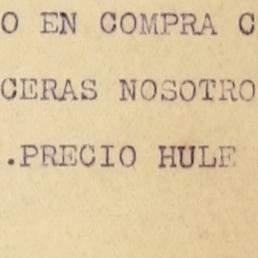 O EN COMPRA C
CERAS NOSOTRO
.PRECIO HULE